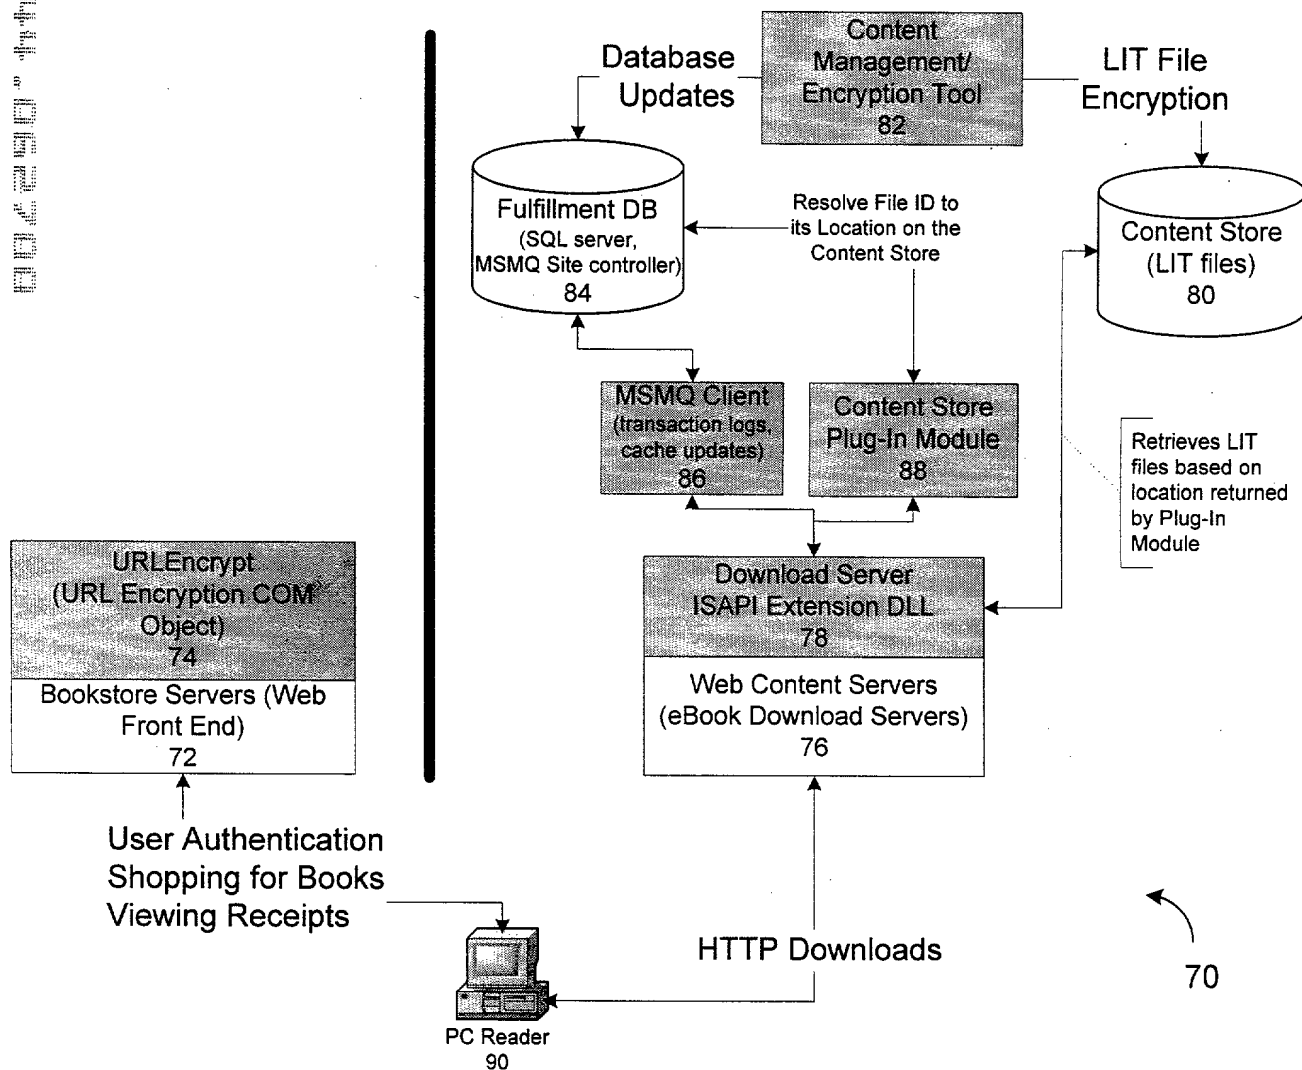 Content
Management/
Encryption Tool
82
Database
Updates
LIT File
Encryption
Fulfillment DB
(SQL server,
MSMQ Site controller)
84
Resolve File ID to
its Location on the
Content Store
Content Store
(LIT files)
80
MSMQ Client
(transaction logs,
cache updates)
86
Content Store
Plug-In Module
88
Retrieves LIT
files based on
location returned
by Plug-In
Module
URLEncrypt
(URL Encryption COM
Object)
74
Bookstore Servers (Web
Front End)
72
Download Server
ISAPI Extension DLL
78
Web Content Servers
(eBook Download Servers)
76
User Authentication
Shopping for Books
Viewing Receipts
HTTP Downloads
70
PC Reader
90